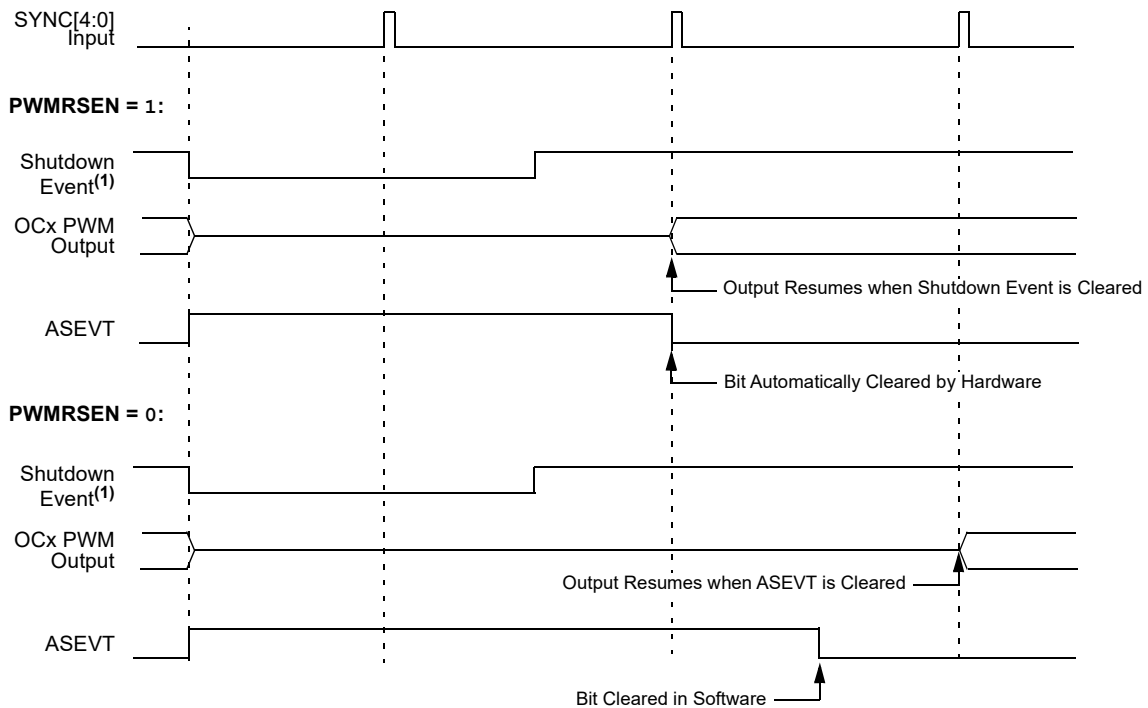 SYNC[4:0]
Input
PWMRSEN = 1:
Shutdown
Event(1)
OCx PWM
Output
Output Resumes when Shutdown Event is Cleared
ASEVT
Bit Automatically Cleared by Hardware
PWMRSEN = 0:
Shutdown
Event(1)
OCx PWM
Output
Output Resumes when ASEVT is Cleared
ASEVT
Bit Cleared in Software